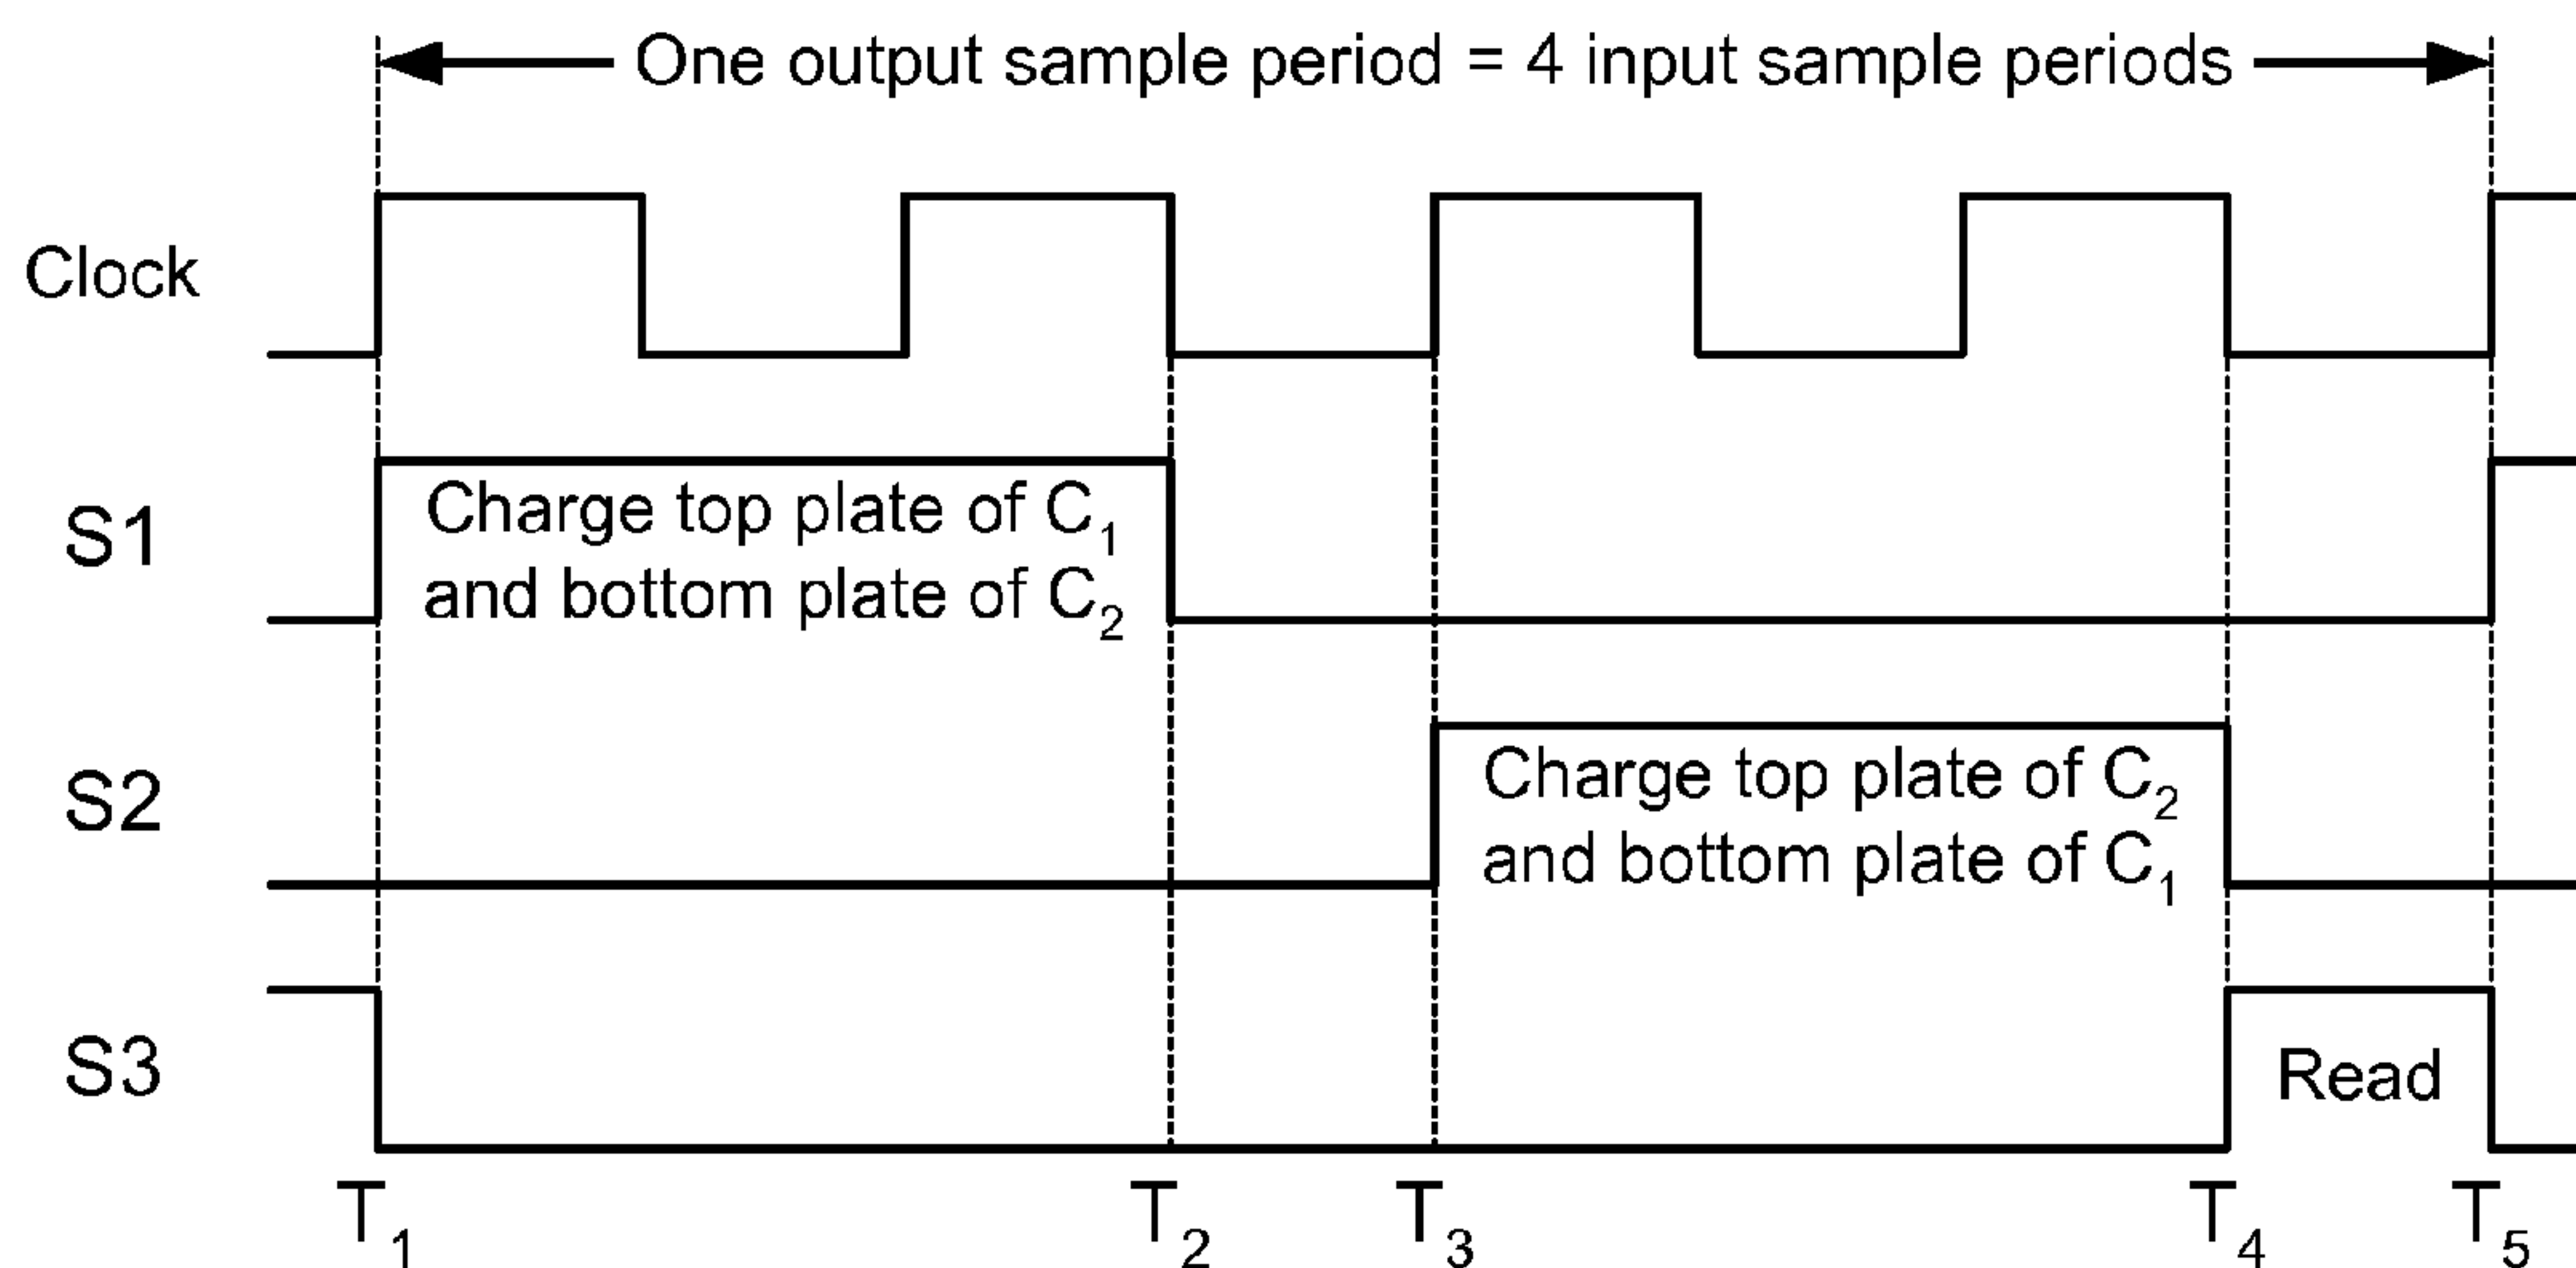 One output sample period = 4 input sample periods
Clock
S1
Charge top plate of C1
and bottom plate of C2
S2
Charge top plate of C2
and bottom plate of C1
S3
Read
T1 T2 T3 T4 T5